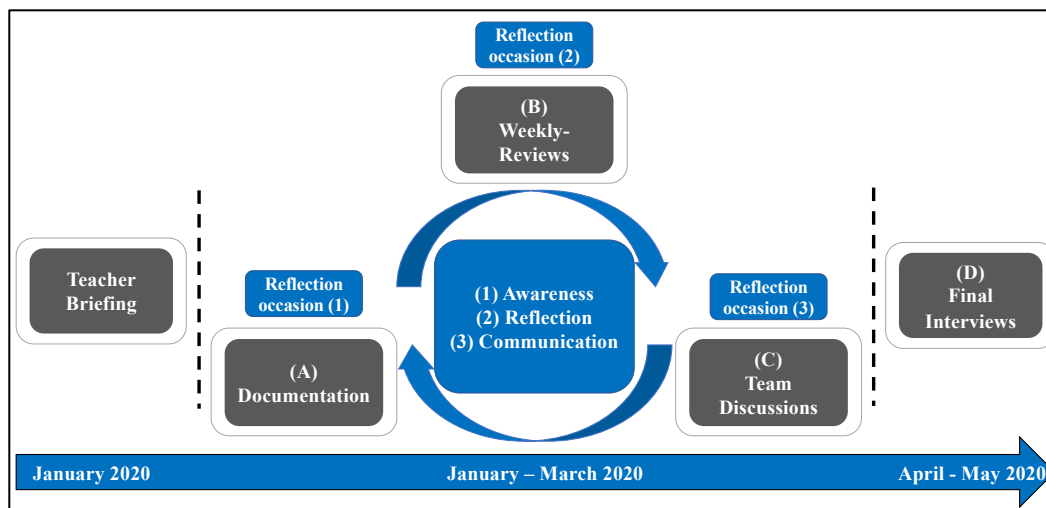 Reflection
occasion (2)
(B)
Weekly-
Reviews
Teacher
Briefing
Reflection
occasion (1)
(A)
Documentation
(1) Awareness
(2) Reflection
(3) Communication
Reflection
occasion (3)
(C)
Team
Discussions
(D)
Final
Interviews
January 2020
January – March 2020
April - May 2020